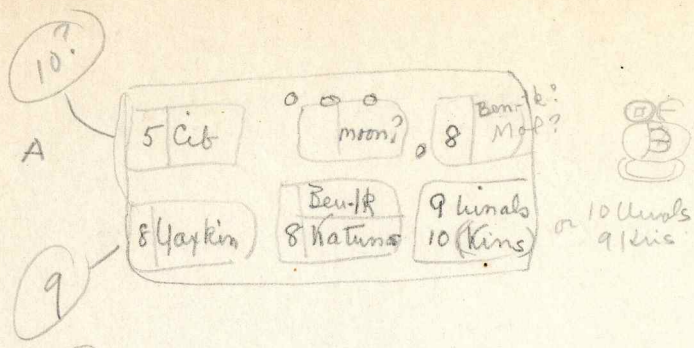 10?
A
5 Cib
moon?
8 Ben-Ik?
Mol?
8 Yaxkin
Ben-Ik
8 Katuns
9 Uinals
10 (Kins)
or 10 Uinals
9 Kins
9